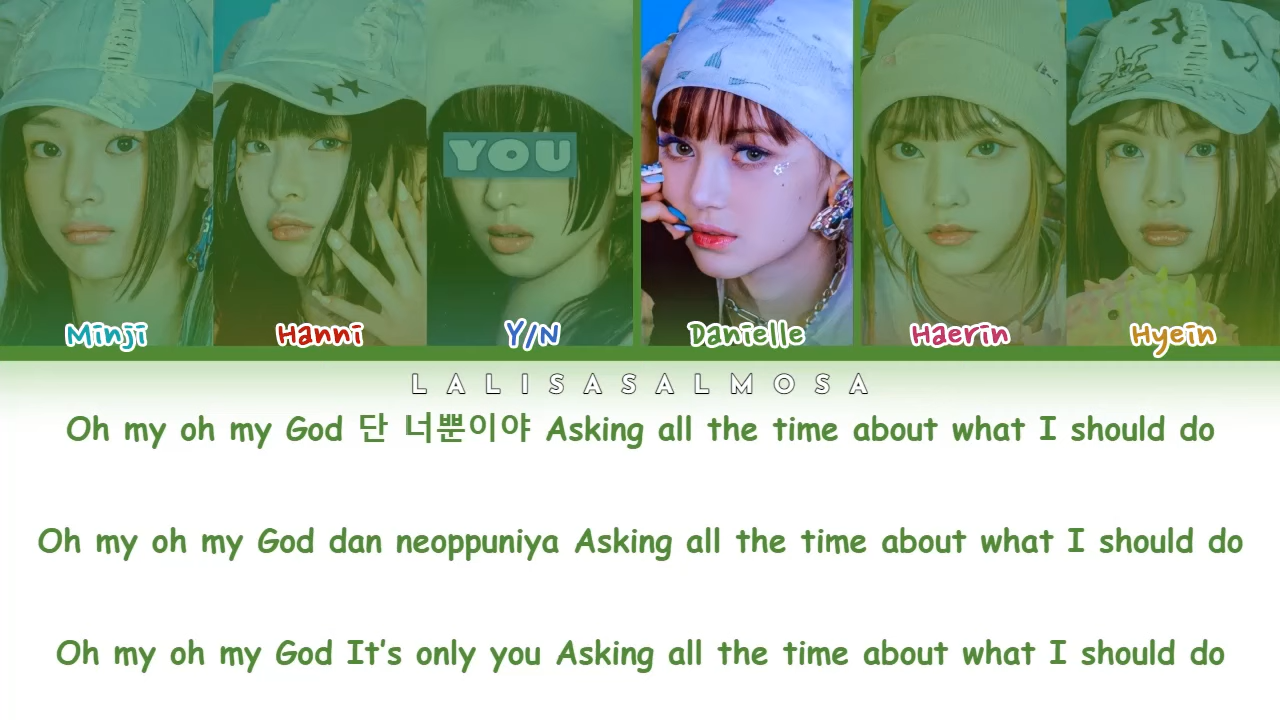 YOU
Minji Hanni Y/N Danielle Haerin Hyein
LALISASALMOSA
Oh my oh my God 단 너뿐이야 Asking all the time about what I should do
Oh my oh my God dan neoppuniya Asking all the time about what I should do
Oh my oh my God It's only you Asking all the time about what I should do